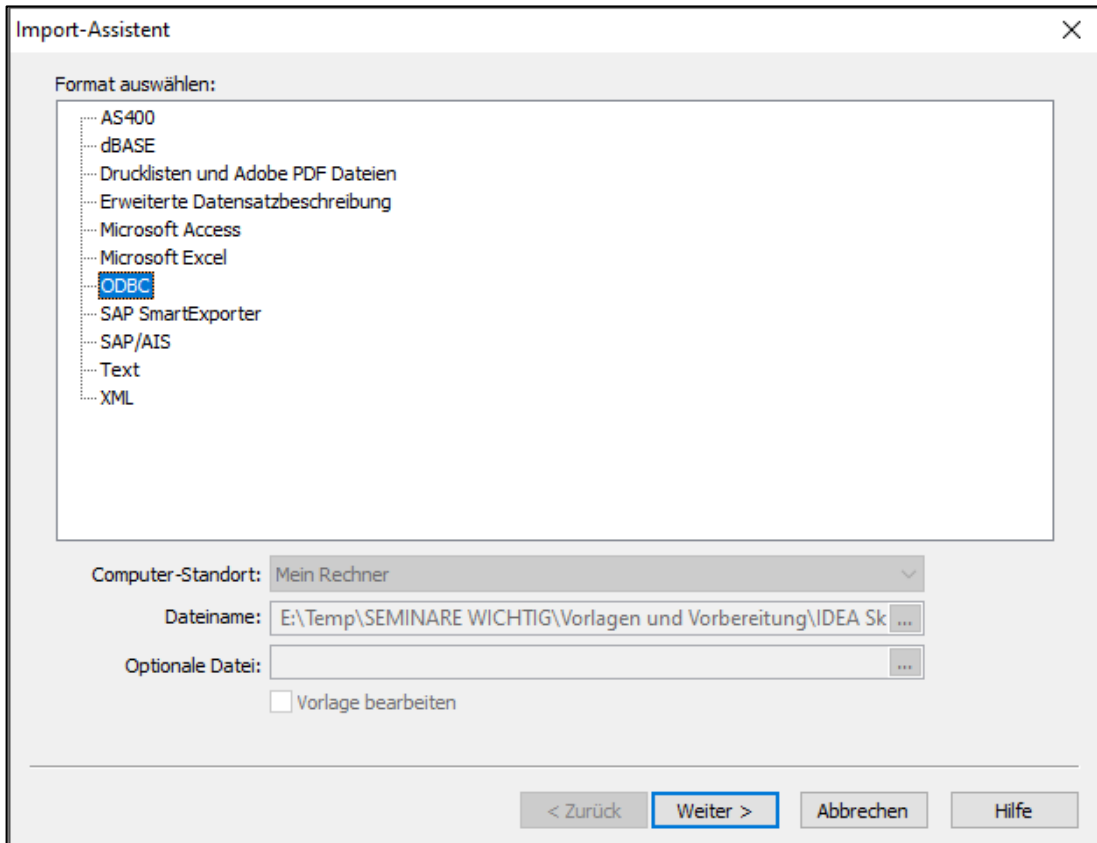 Import-Assistent
Format auswählen:
AS400
dBASE
Drucklisten und Adobe PDF Dateien
Erweiterte Datensatzbeschreibung
Microsoft Access
Microsoft Excel
ODBC
SAP SmartExporter
SAP/AIS
Text
XML
Computer-Standort: Mein Rechner
Dateiname: E:\Temp\SEMINARE WICHTIG\Vorlagen und Vorbereitung\IDEA Sk ...
Optionale Datei: ...
Vorlage bearbeiten
< Zurück Weiter > Abbrechen Hilfe